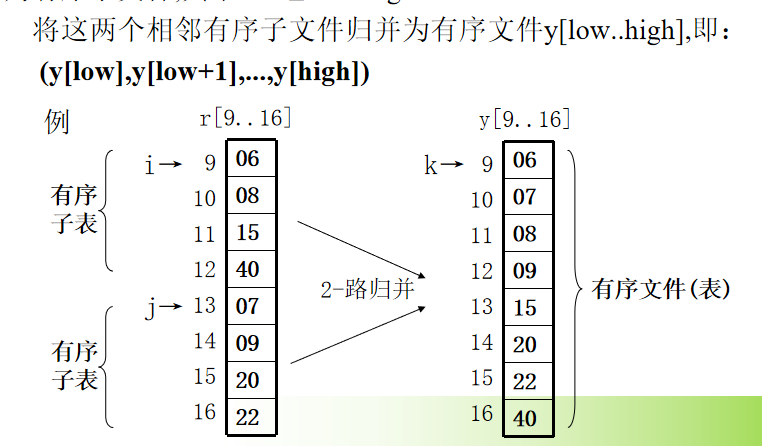 将这两个相邻有序子文件归并为有序文件y[low..high],即：
(y[low],y[low+1],...,y[high])
例
r[9..16]
y[9..16]
i→ 9 06
10 08
11 15
12 40
j→ 13 07
14 09
15 20
16 22
有序
子表
有序
子表
2-路归并
k→ 9 06
10 07
11 08
12 09
13 15
14 20
15 22
16 40
有序文件(表)